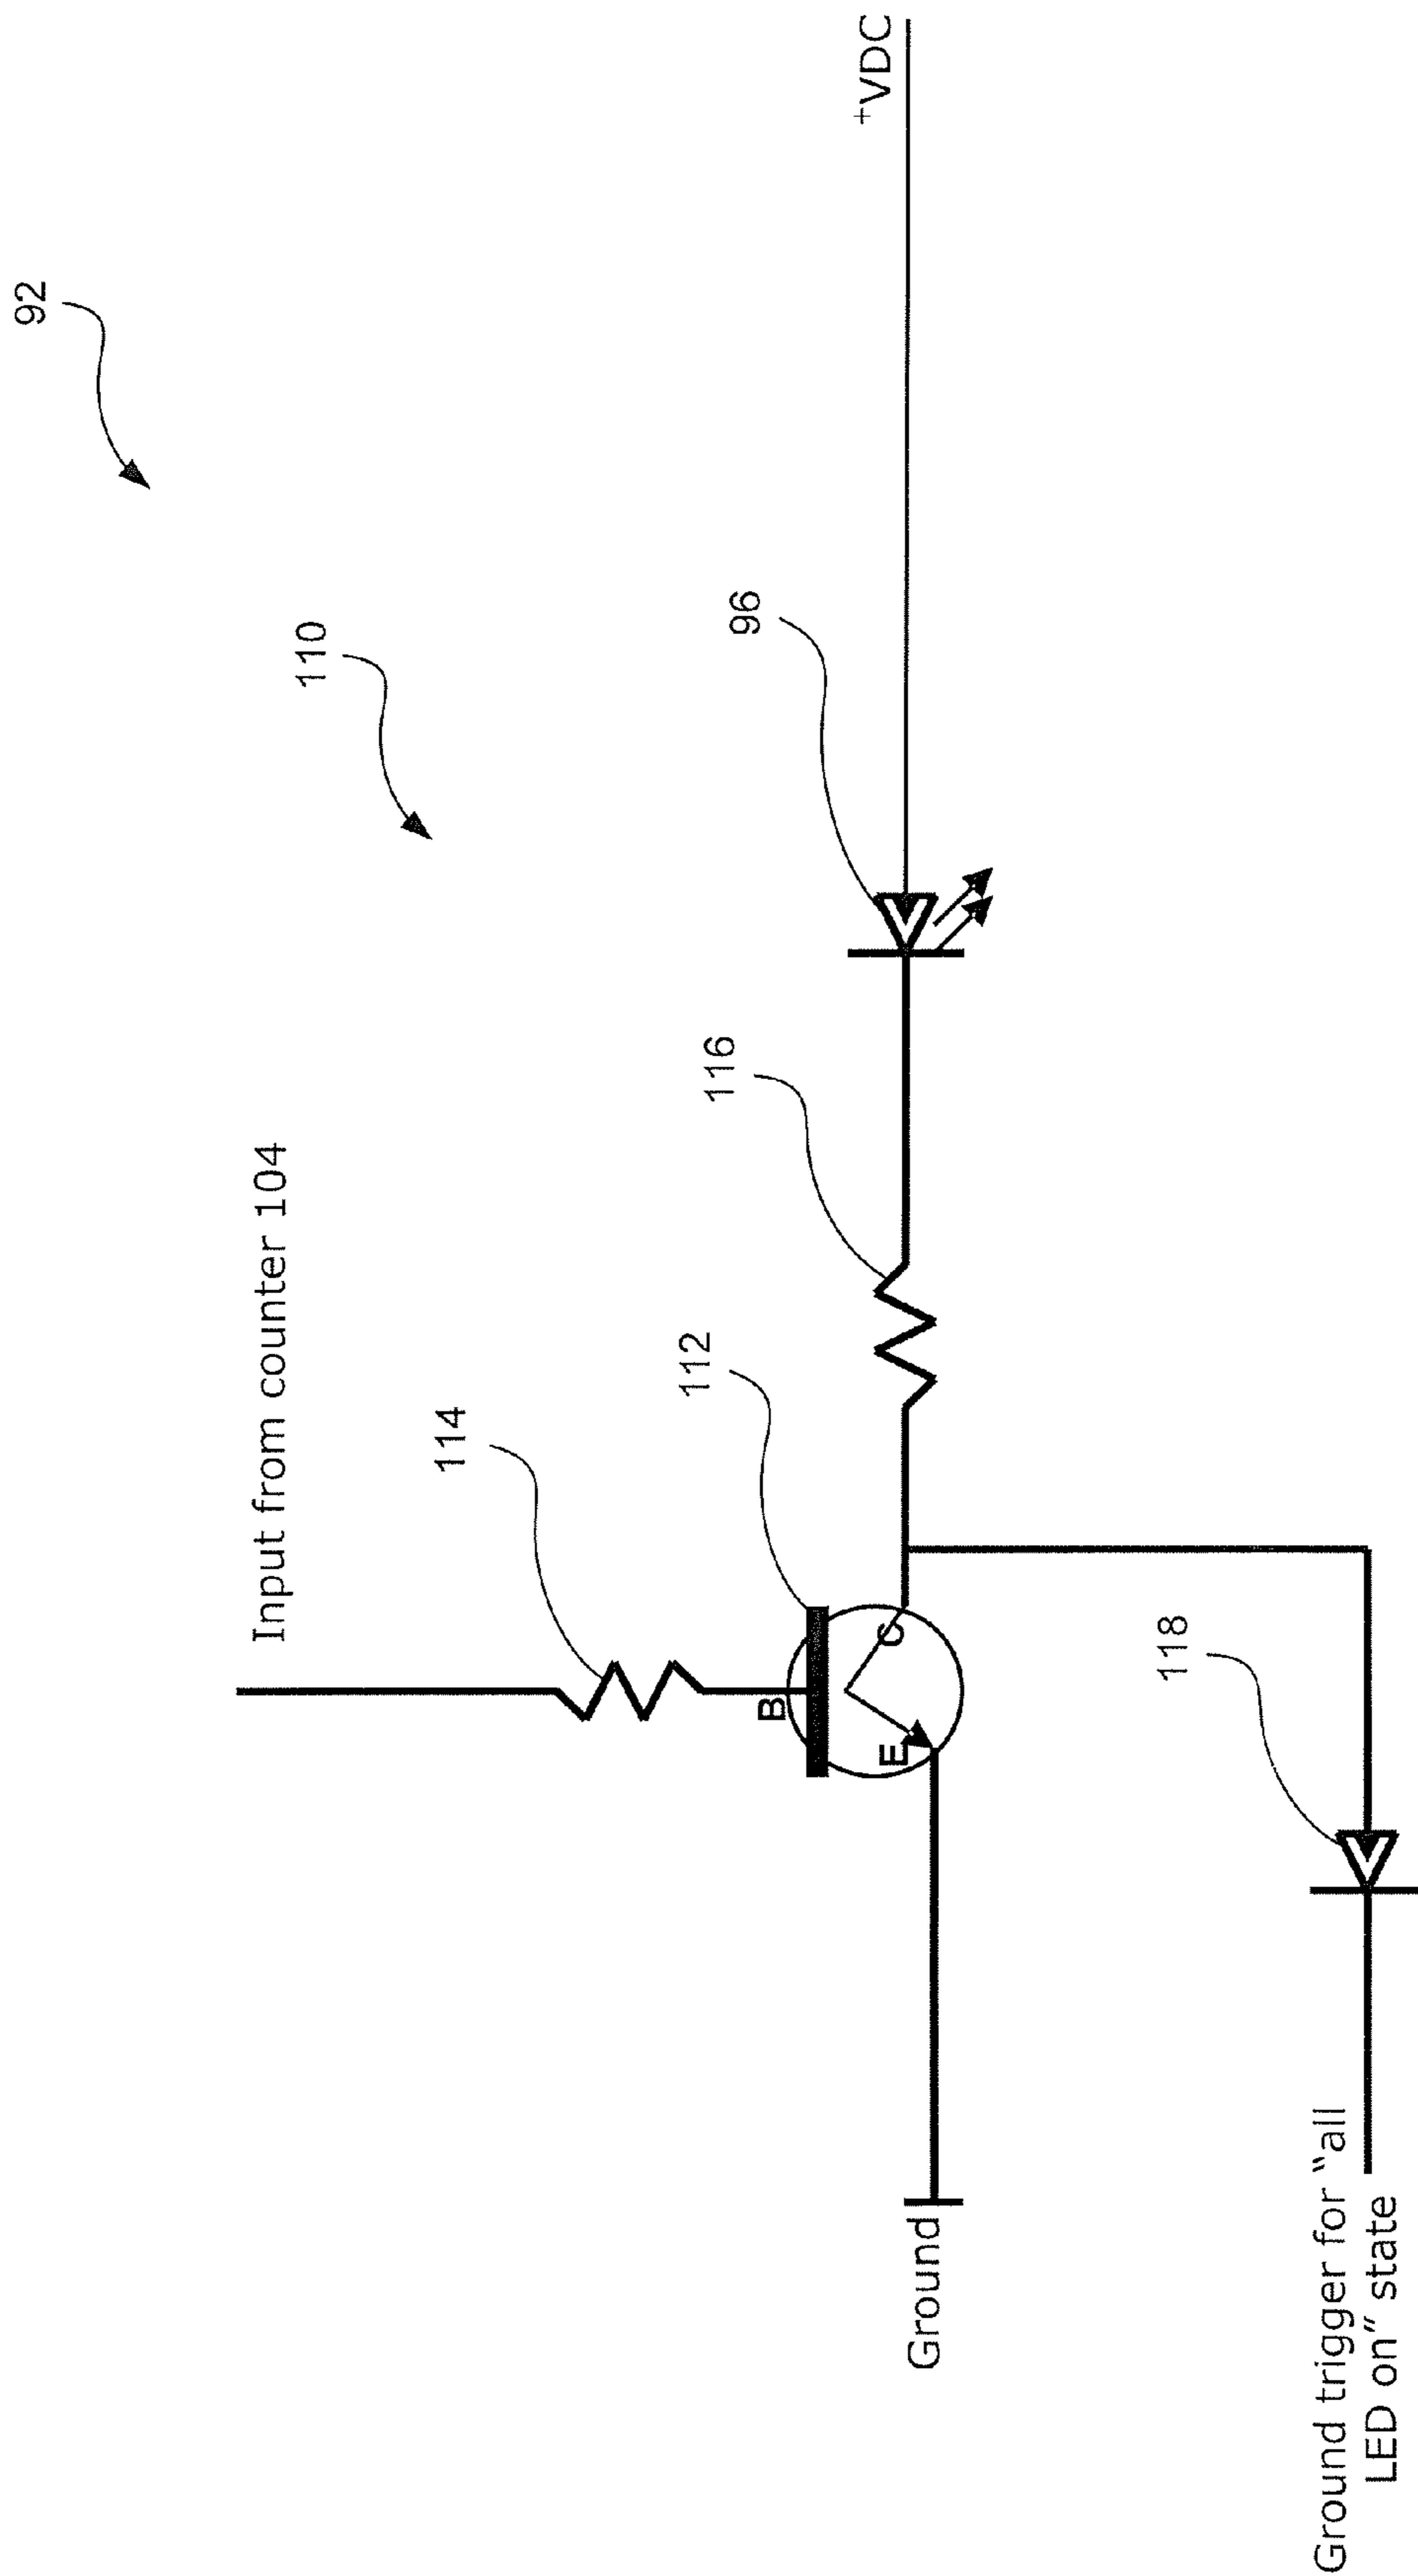 92
110
Input from counter 104
114
112
116
96
+VDC
B
C
E
Ground
118
Ground trigger for “all
LED on” state